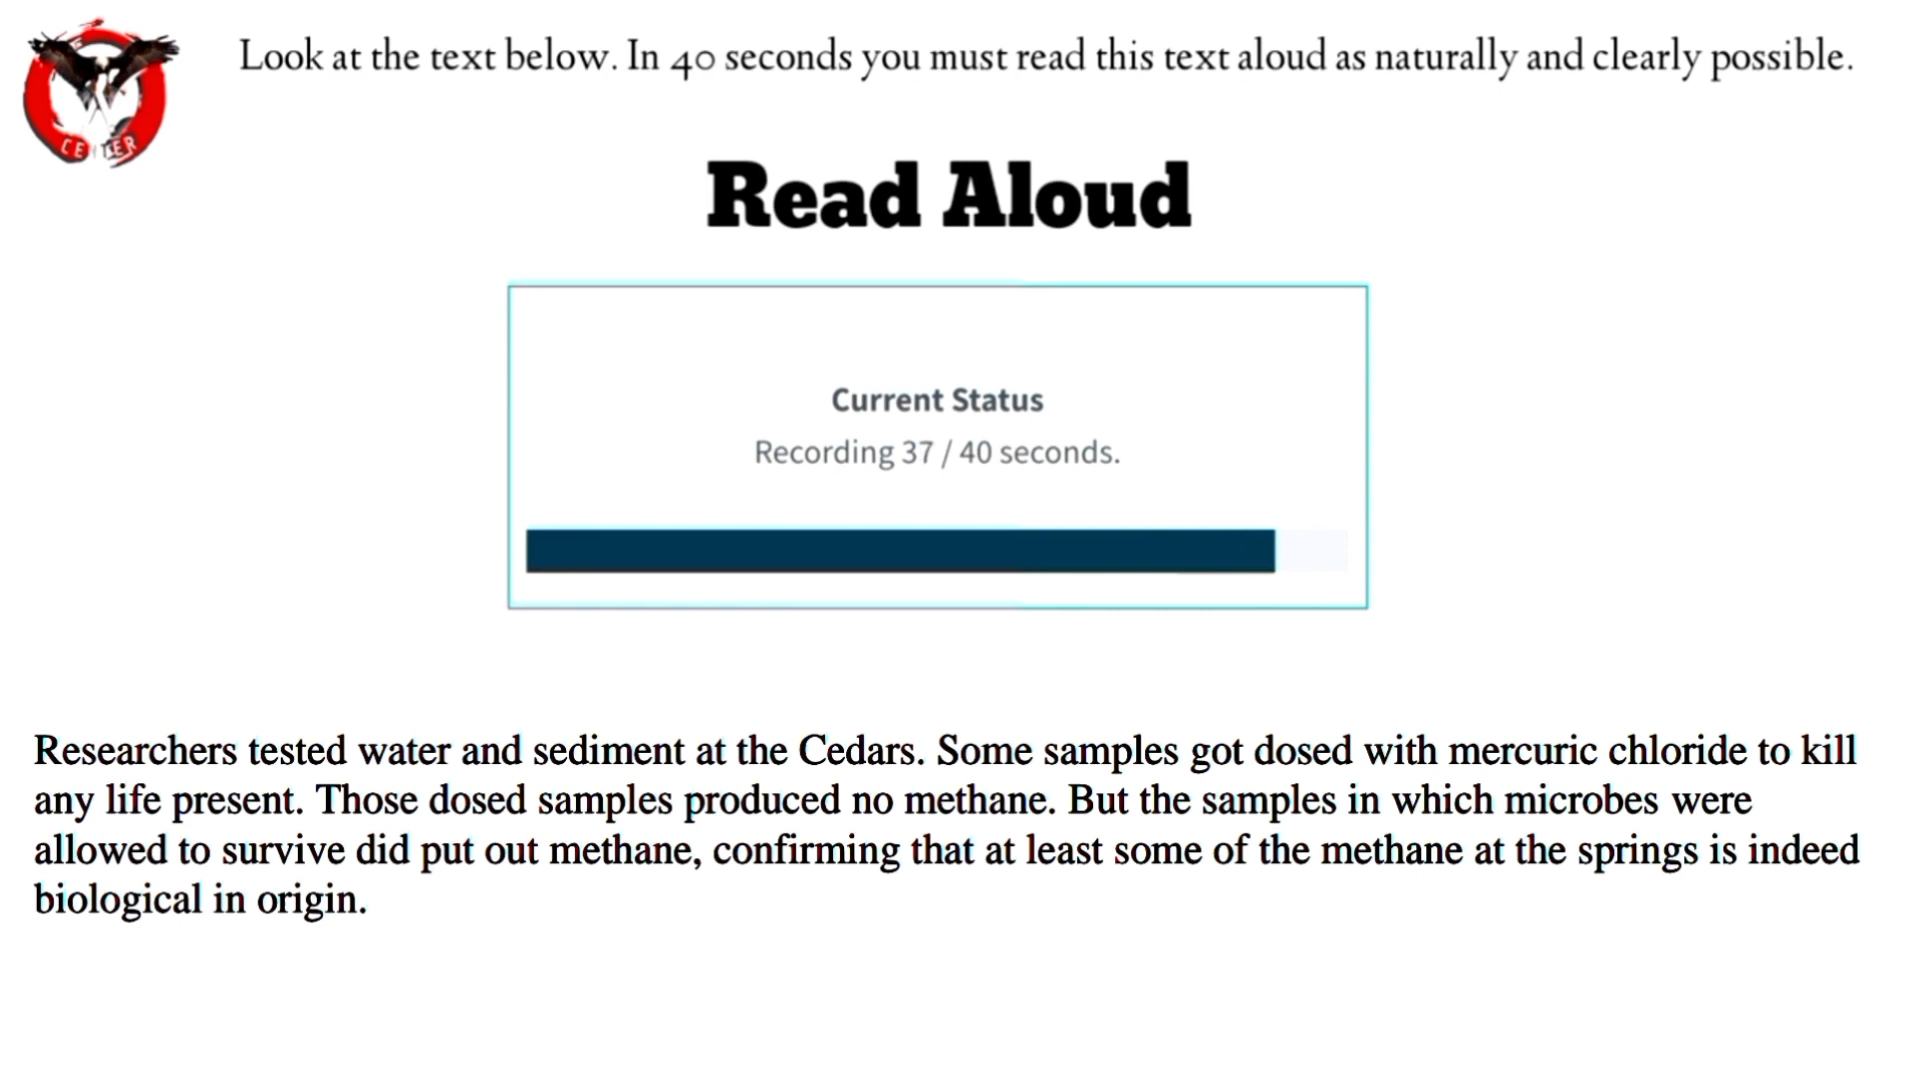 Look at the text below. In 40 seconds you must read this text aloud as naturally and clearly possible.
Read Aloud
Current Status
Recording 37 / 40 seconds.
Researchers tested water and sediment at the Cedars. Some samples got dosed with mercuric chloride to kill
any life present. Those dosed samples produced no methane. But the samples in which microbes were
allowed to survive did put out methane, confirming that at least some of the methane at the springs is indeed
biological in origin.